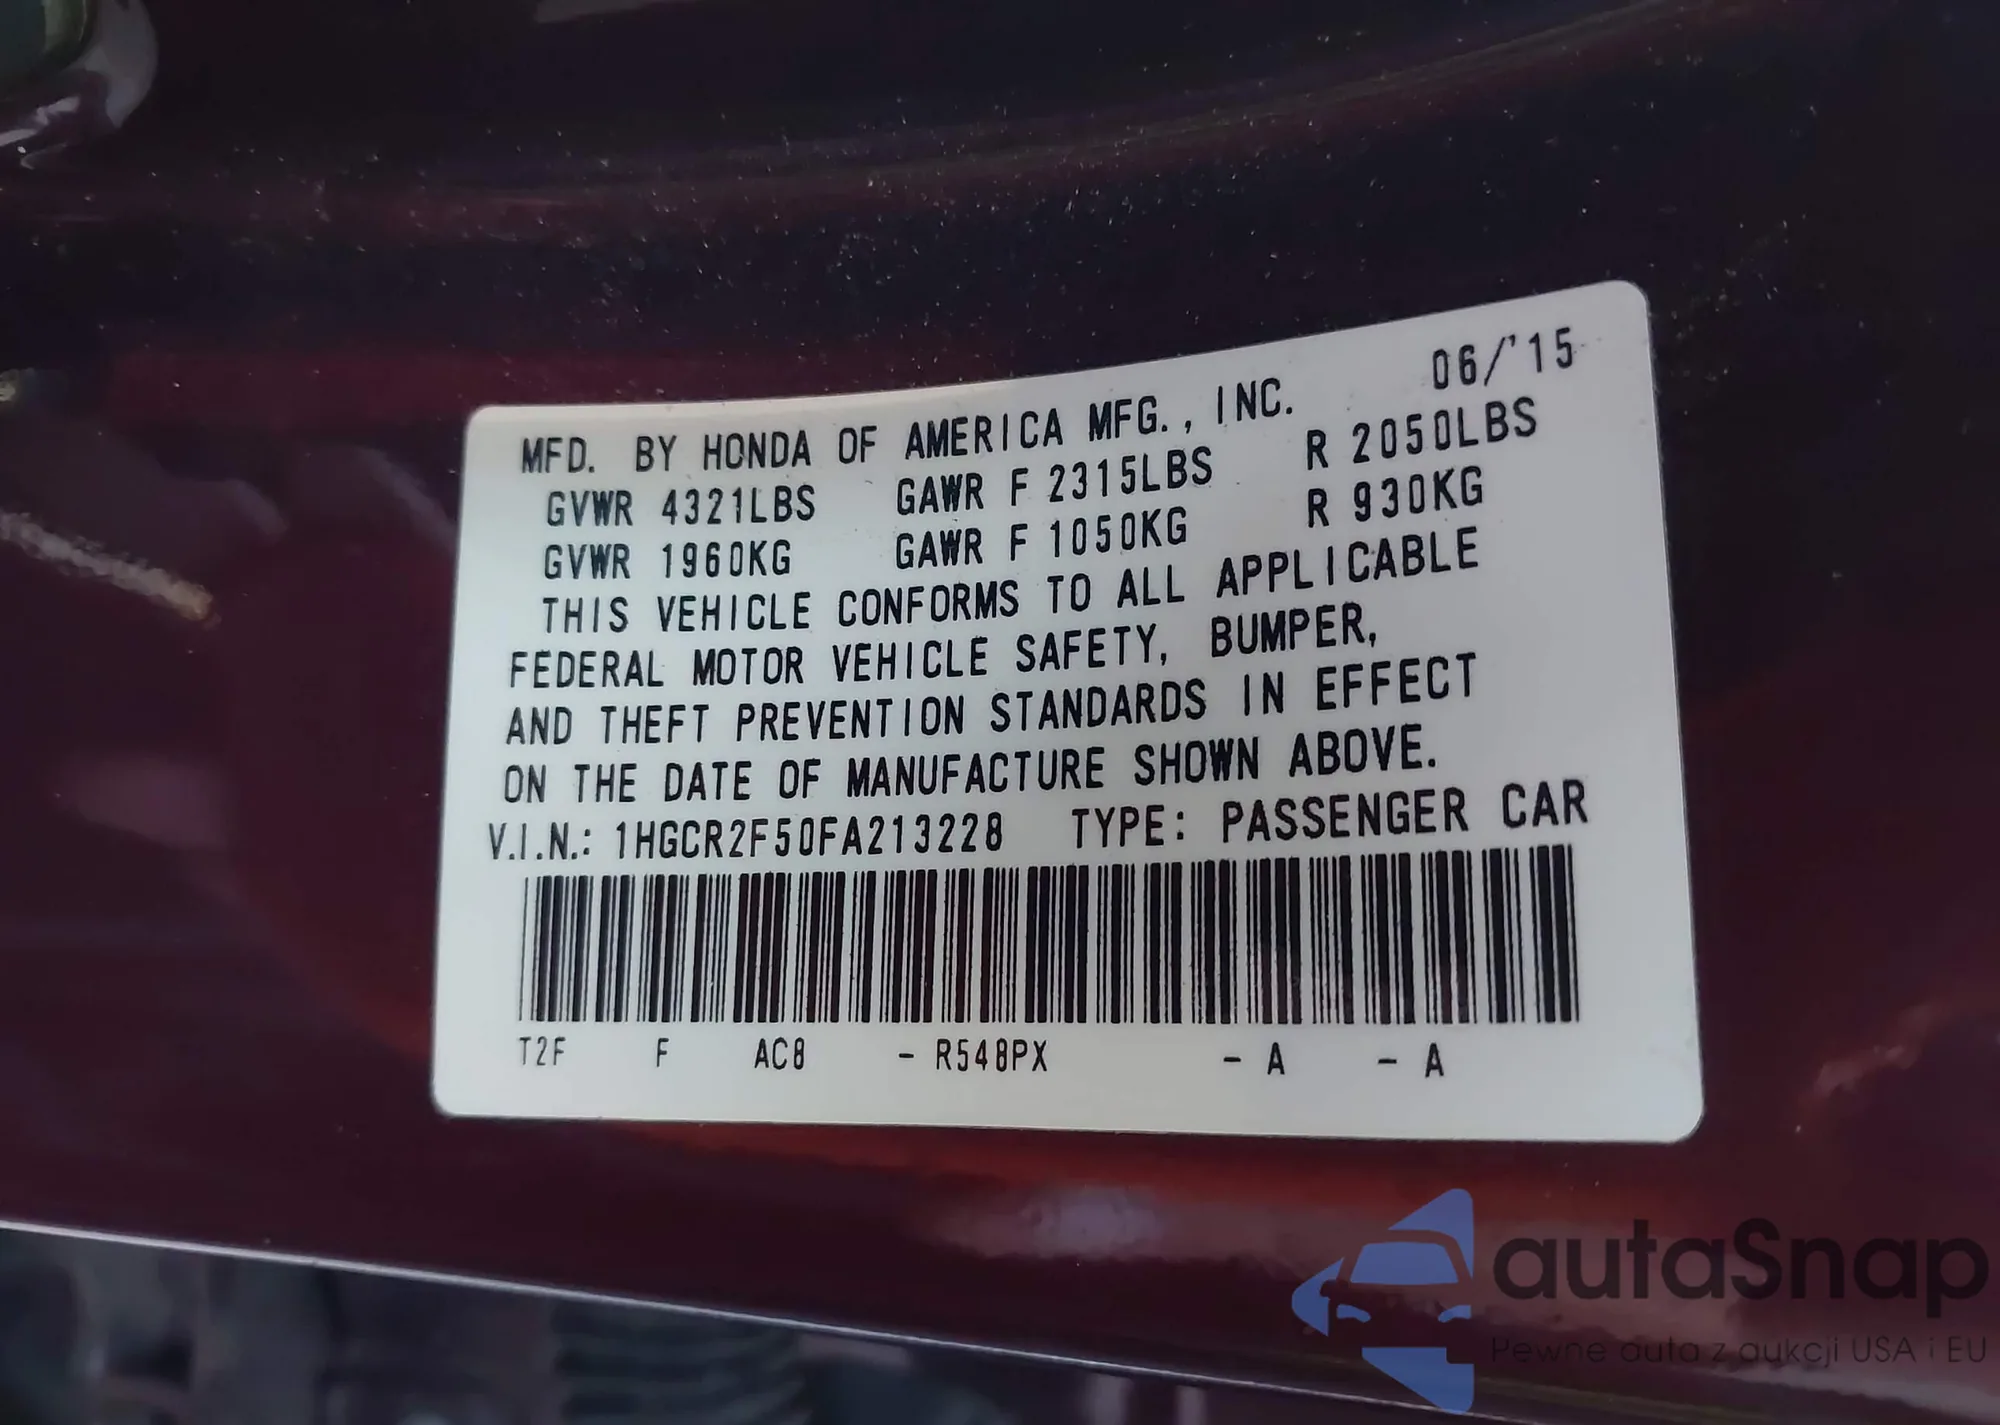 06/'15
MFD. BY HONDA OF AMERICA MFG., INC.
GVWR 4321LBS GAWR F 2315LBS R 2050LBS
GVWR 1960KG GAWR F 1050KG R 930KG
THIS VEHICLE CONFORMS TO ALL APPLICABLE
FEDERAL MOTOR VEHICLE SAFETY, BUMPER,
AND THEFT PREVENTION STANDARDS IN EFFECT
ON THE DATE OF MANUFACTURE SHOWN ABOVE.
V.I.N.: 1HGCR2F50FA213228 TYPE: PASSENGER CAR
T2F F AC8 - R548PX - A - A
autaSnap
Pewne auta z aukcji USA i EU